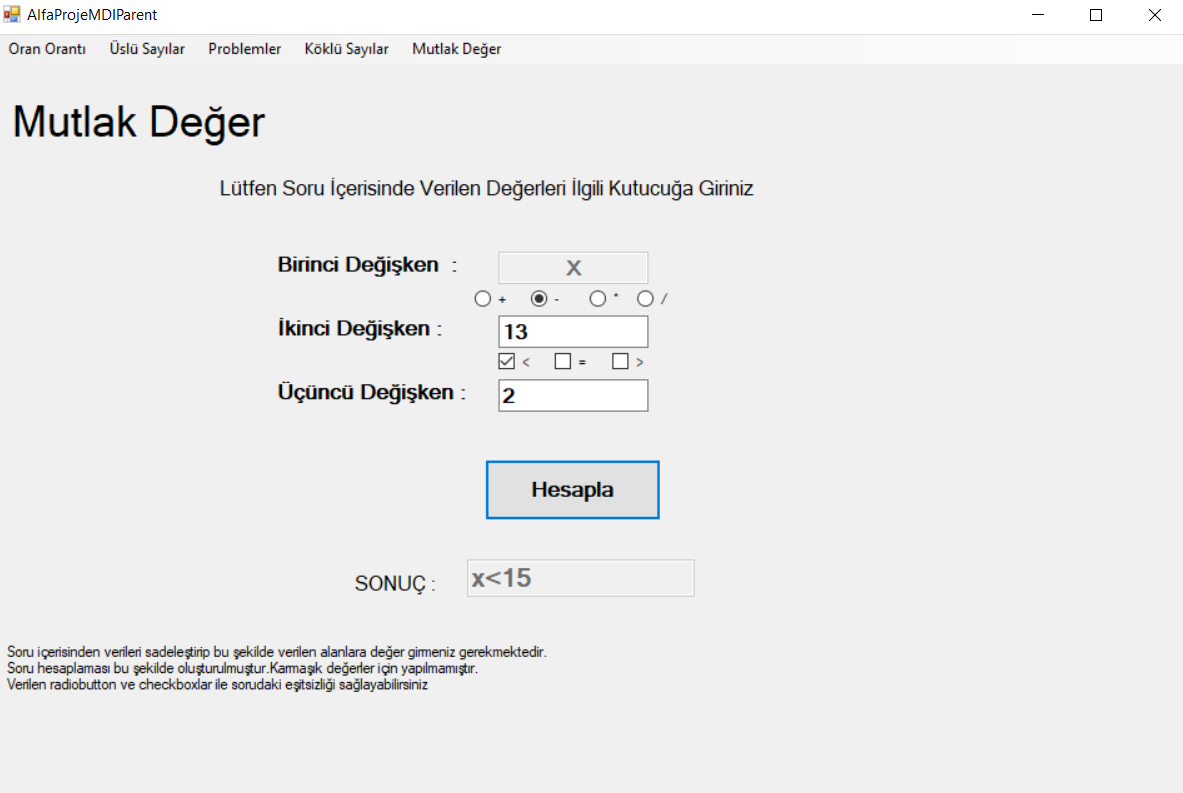 AlfaProjeMDIParent
Oran Orantı Üslü Sayılar Problemler Köklü Sayılar Mutlak Değer
Mutlak Değer
Lütfen Soru İçerisinde Verilen Değerleri İlgili Kutucuğa Giriniz
Birinci Değişken : X
+ - * /
İkinci Değişken : 13
< = >
Üçüncü Değişken : 2
Hesapla
SONUÇ : x<15
Soru içerisinden verileri sadeleştirip bu şekilde verilen alanlara değer girmeniz gerekmektedir.
Soru hesaplaması bu şekilde oluşturulmuştur.Karmaşık değerler için yapılmamıştır.
Verilen radiobutton ve checkboxlar ile sorudaki eşitsizliği sağlayabilirsiniz